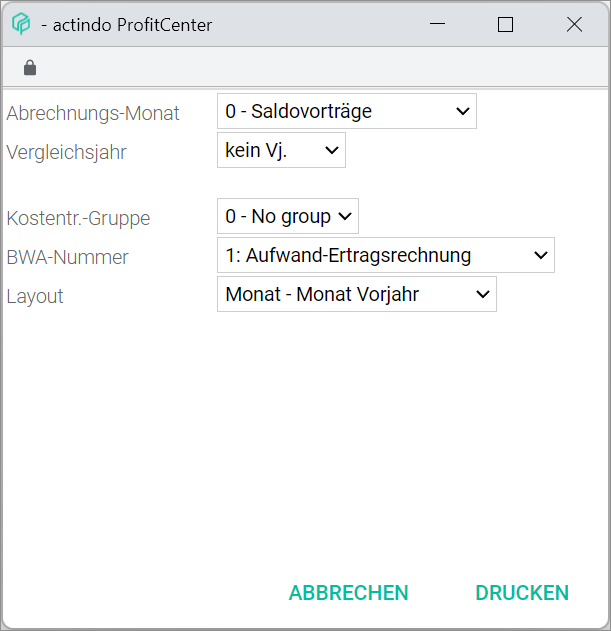 - actindo ProfitCenter
Abrechnungs-Monat 0 - Saldovorträge
Vergleichsjahr kein Vj.
Kostentr.-Gruppe 0 - No group
BWA-Nummer 1: Aufwand-Ertragsrechnung
Layout Monat - Monat Vorjahr
ABBRECHEN DRUCKEN